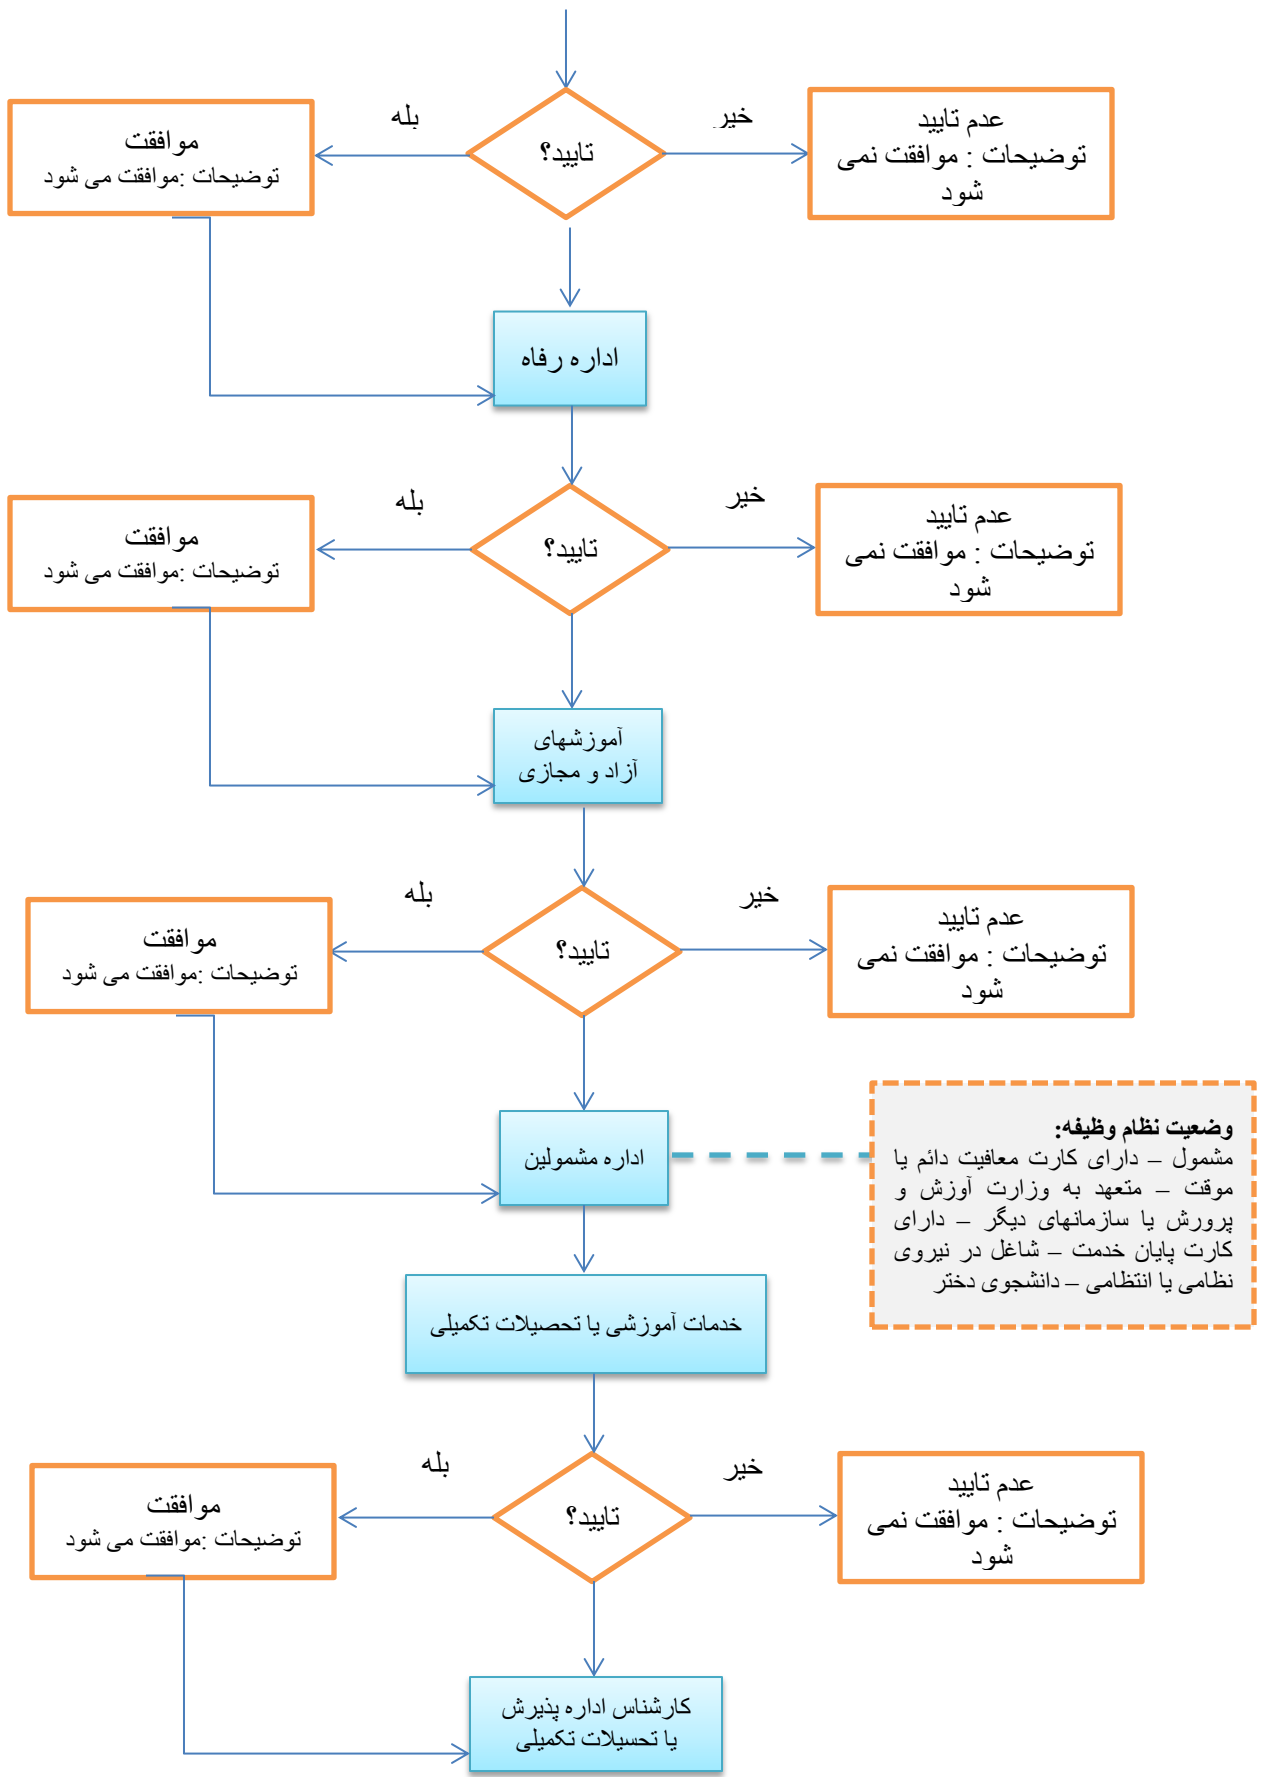 خیر
بله
عدم تایید
توضیحات : موافقت نمی
شود
تایید؟
موافقت
توضیحات :موافقت می شود
اداره رفاه
خیر
بله
عدم تایید
توضیحات : موافقت نمی
شود
تایید؟
موافقت
توضیحات :موافقت می شود
آموزشهای
آزاد و مجازی
خیر
بله
عدم تایید
توضیحات : موافقت نمی
شود
تایید؟
موافقت
توضیحات :موافقت می شود
وضعیت نظام وظیفه:
مشمول – دارای کارت معافیت دائم یا
موقت – متعهد به وزارت آوزش و
پرورش یا سازمانهای دیگر – دارای
کارت پایان خدمت – شاغل در نیروی
نظامی یا انتظامی – دانشجوی دختر
اداره مشمولین
خدمات آموزشی یا تحصیلات تکمیلی
خیر
بله
عدم تایید
توضیحات : موافقت نمی
شود
تایید؟
موافقت
توضیحات :موافقت می شود
کارشناس اداره پذیرش
یا تحسیلات تکمیلی